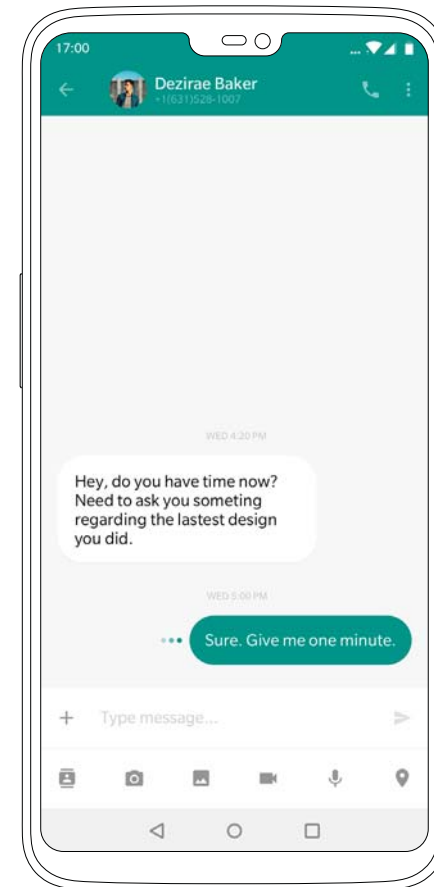 17:00
...
Dezirae Baker
+1(631)528-1007
WED 4:20 PM
Hey, do you have time now?
Need to ask you someting
regarding the lastest design
you did.
WED 5:00 PM
Sure. Give me one minute.
Type message...